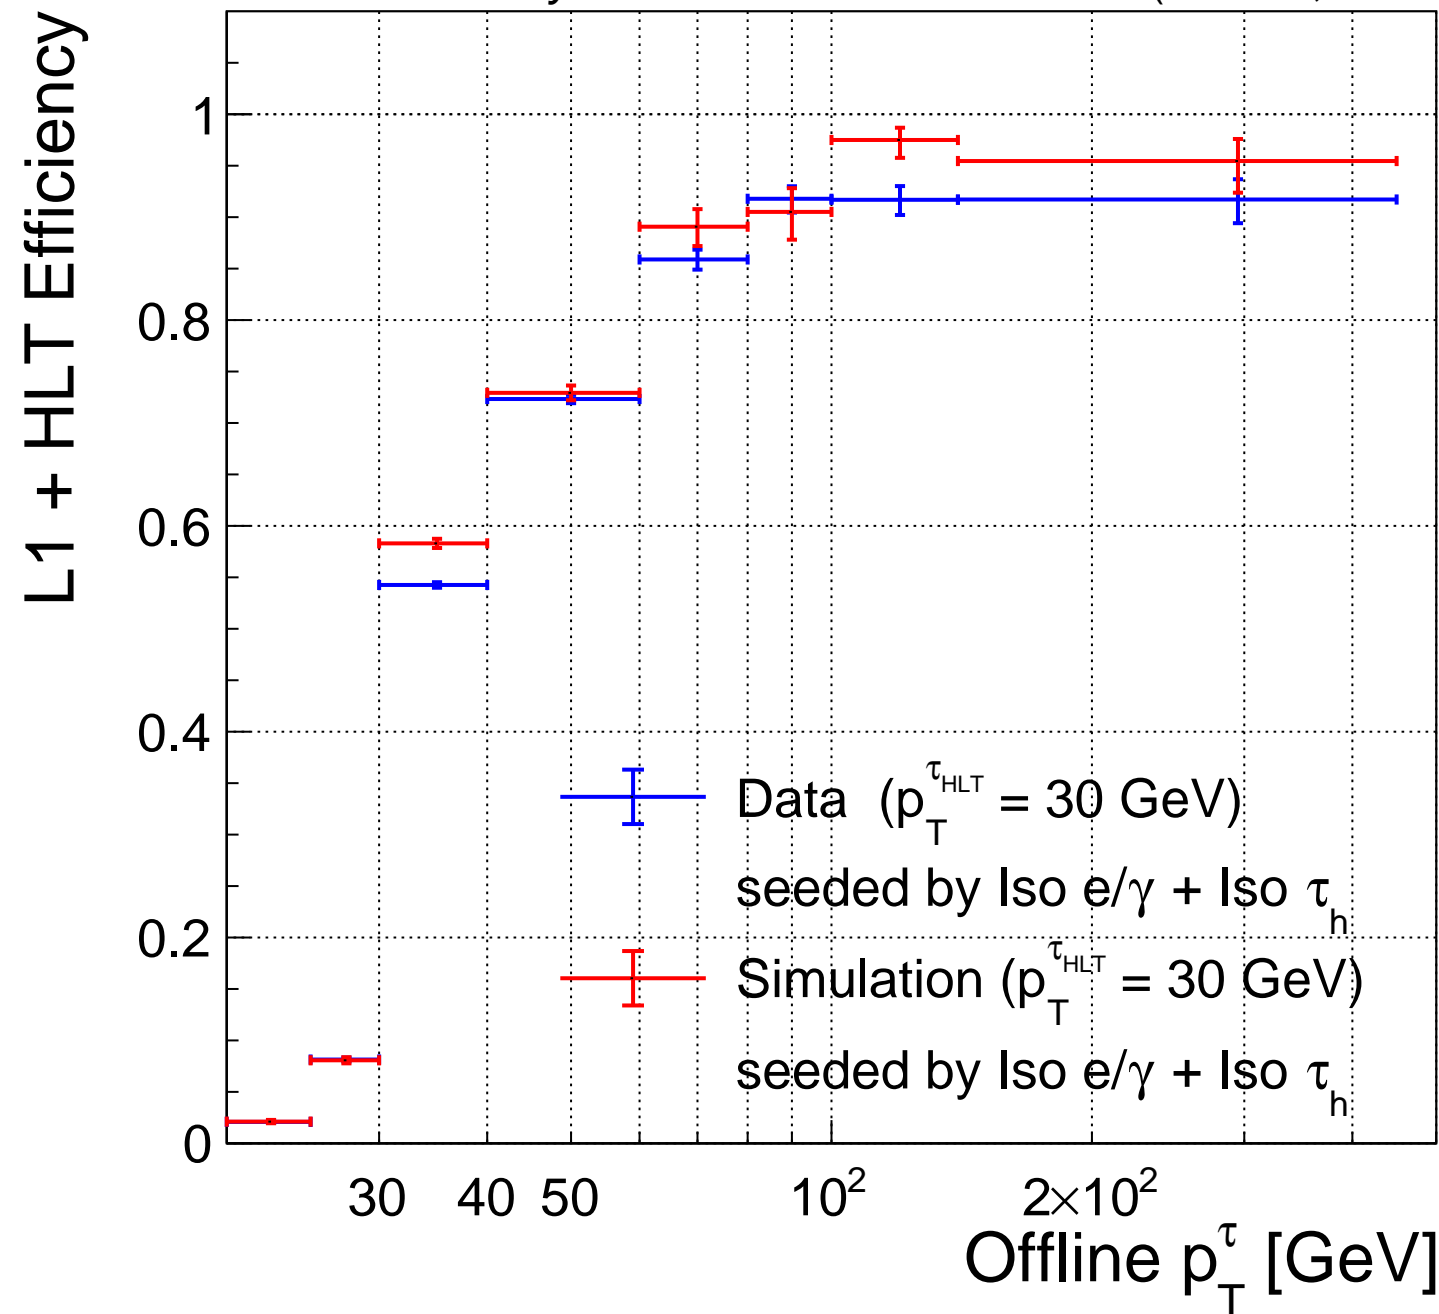 L1 + HLT Efficiency
1
0.8
0.6
0.4
0.2
0
Data (p_T^τ_HLT = 30 GeV)
seeded by Iso e/γ + Iso τ_h
Simulation (p_T^τ_HLT = 30 GeV)
seeded by Iso e/γ + Iso τ_h
30 40 50 10² 2×10²
Offline p_T^τ [GeV]